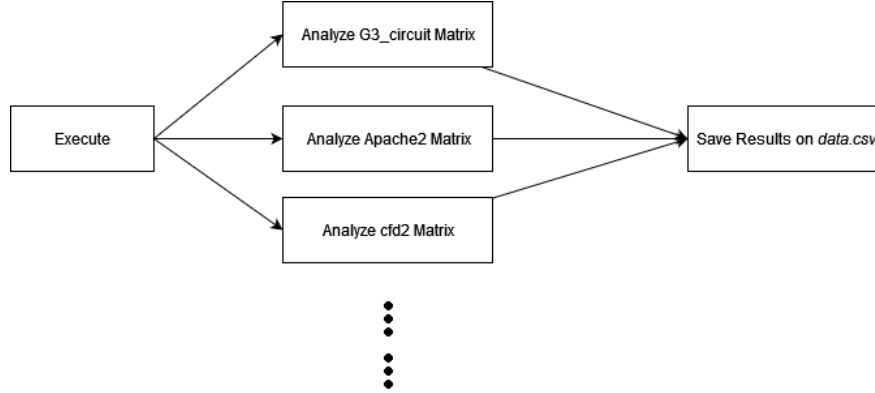 Analyze G3_circuit Matrix
Execute
Analyze Apache2 Matrix
Save Results on data.csv
Analyze cfd2 Matrix